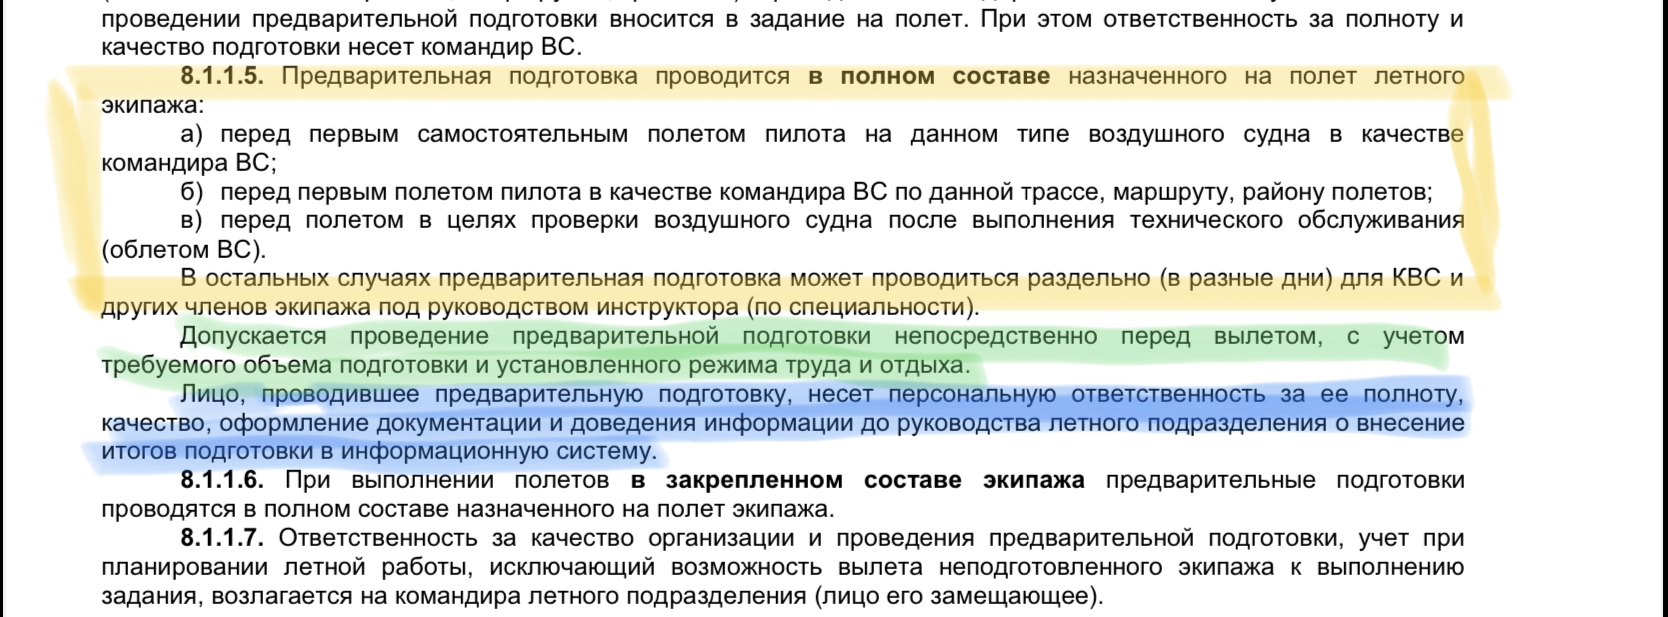 проведении предварительной подготовки вносится в задание на полет. При этом ответственность за полноту и
качество подготовки несет командир ВС.
8.1.1.5. Предварительная подготовка проводится в полном составе назначенного на полет летного
экипажа:
а) перед первым самостоятельным полетом пилота на данном типе воздушного судна в качестве
командира ВС;
б) перед первым полетом пилота в качестве командира ВС по данной трассе, маршруту, району полетов;
в) перед полетом в целях проверки воздушного судна после выполнения технического обслуживания
(облетом ВС).
В остальных случаях предварительная подготовка может проводиться раздельно (в разные дни) для КВС и
других членов экипажа под руководством инструктора (по специальности).
Допускается проведение предварительной подготовки непосредственно перед вылетом, с учетом
требуемого объема подготовки и установленного режима труда и отдыха.
Лицо, проводившее предварительную подготовку, несет персональную ответственность за ее полноту,
качество, оформление документации и доведения информации до руководства летного подразделения о внесение
итогов подготовки в информационную систему.
8.1.1.6. При выполнении полетов в закрепленном составе экипажа предварительные подготовки
проводятся в полном составе назначенного на полет экипажа.
8.1.1.7. Ответственность за качество организации и проведения предварительной подготовки, учет при
планировании летной работы, исключающий возможность вылета неподготовленного экипажа к выполнению
задания, возлагается на командира летного подразделения (лицо его замещающее).